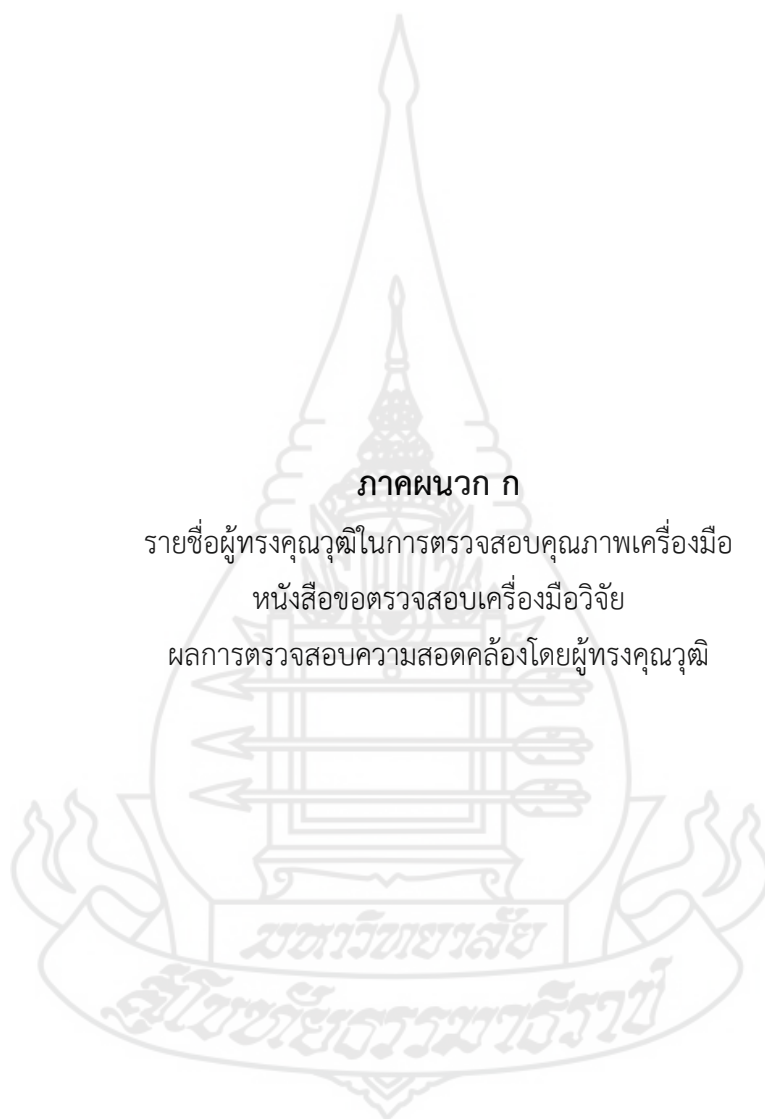 ภาคผนวก ก
รายชื่อผู้ทรงคุณวุฒิในการตรวจสอบคุณภาพเครื่องมือ
หนังสือขอตรวจสอบเครื่องมือวิจัย
ผลการตรวจสอบความสอดคล้องโดยผู้ทรงคุณวุฒิ
มหาวิทยาลัย
สุโขทัยธรรมาธิราช